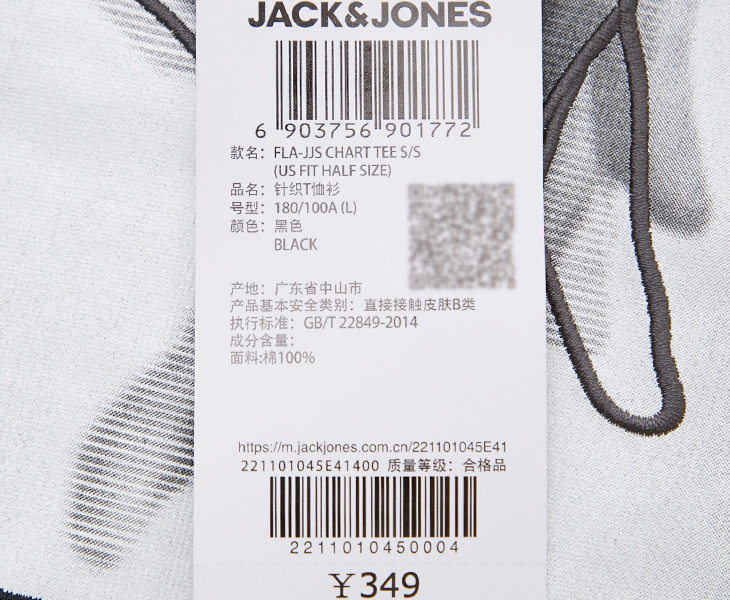 JACK&JONES
6 903756 901772
款名: FLA-JJS CHART TEE S/S
(US FIT HALF SIZE)
品名: 针织T恤衫
号型: 180/100A (L)
颜色: 黑色
BLACK
产地: 广东省中山市
产品基本安全类别: 直接接触皮肤B类
执行标准: GB/T 22849-2014
成分含量:
面料:棉100%
https://m.jackjones.com.cn/221101045E41
221101045E41400 质量等级: 合格品
2211010450004
￥349